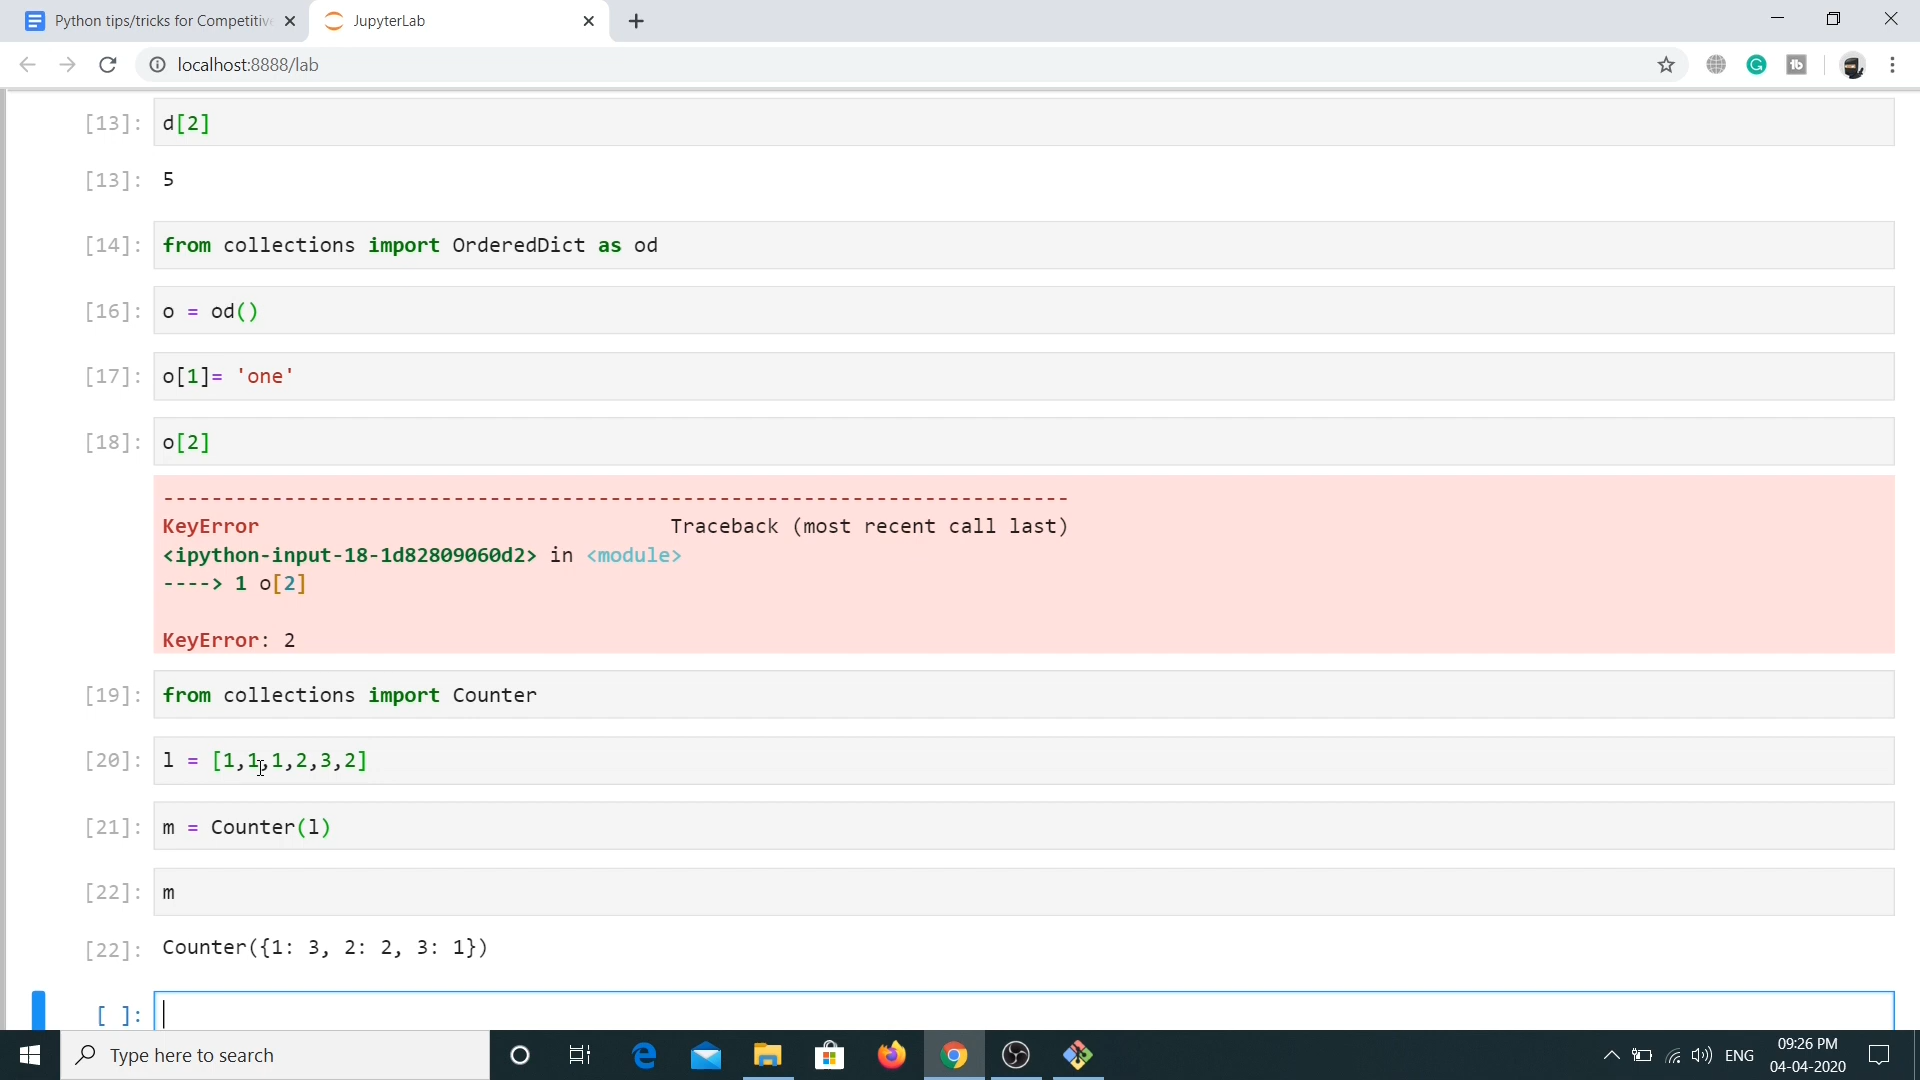 Python tips/tricks for Competitiv
JupyterLab
localhost:8888/lab
[13]: d[2]
[13]: 5
[14]: from collections import OrderedDict as od
[16]: o = od()
[17]: o[1]= 'one'
[18]: o[2]
---------------------------------------------------------------------------
KeyError                                  Traceback (most recent call last)
<ipython-input-18-1d82809060d2> in <module>
----> 1 o[2]
KeyError: 2
[19]: from collections import Counter
[20]: l = [1,1,1,2,3,2]
[21]: m = Counter(l)
[22]: m
[22]: Counter({1: 3, 2: 2, 3: 1})
[ ]:
Type here to search
ENG
09:26 PM
04-04-2020